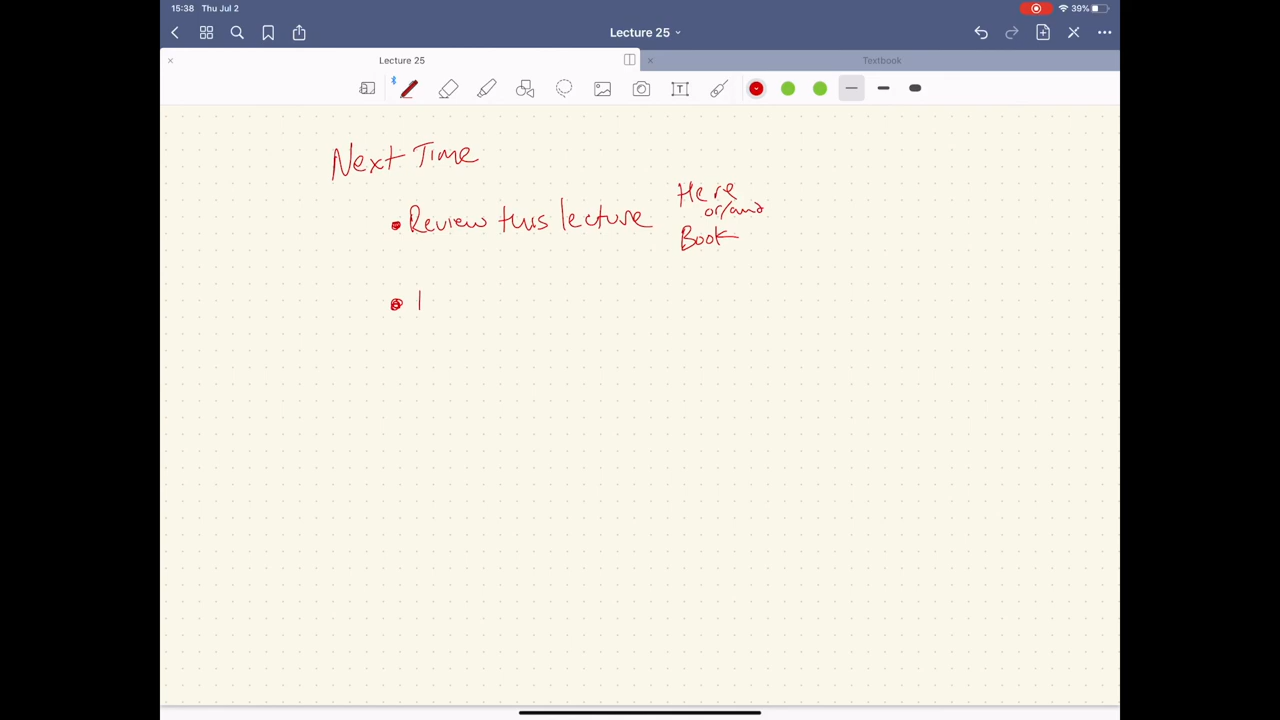 15:38 Thu Jul 2
39%
Lecture 25
Lecture 25
Textbook
T
Next Time
• Review this lecture
Here
or/and
Book
•